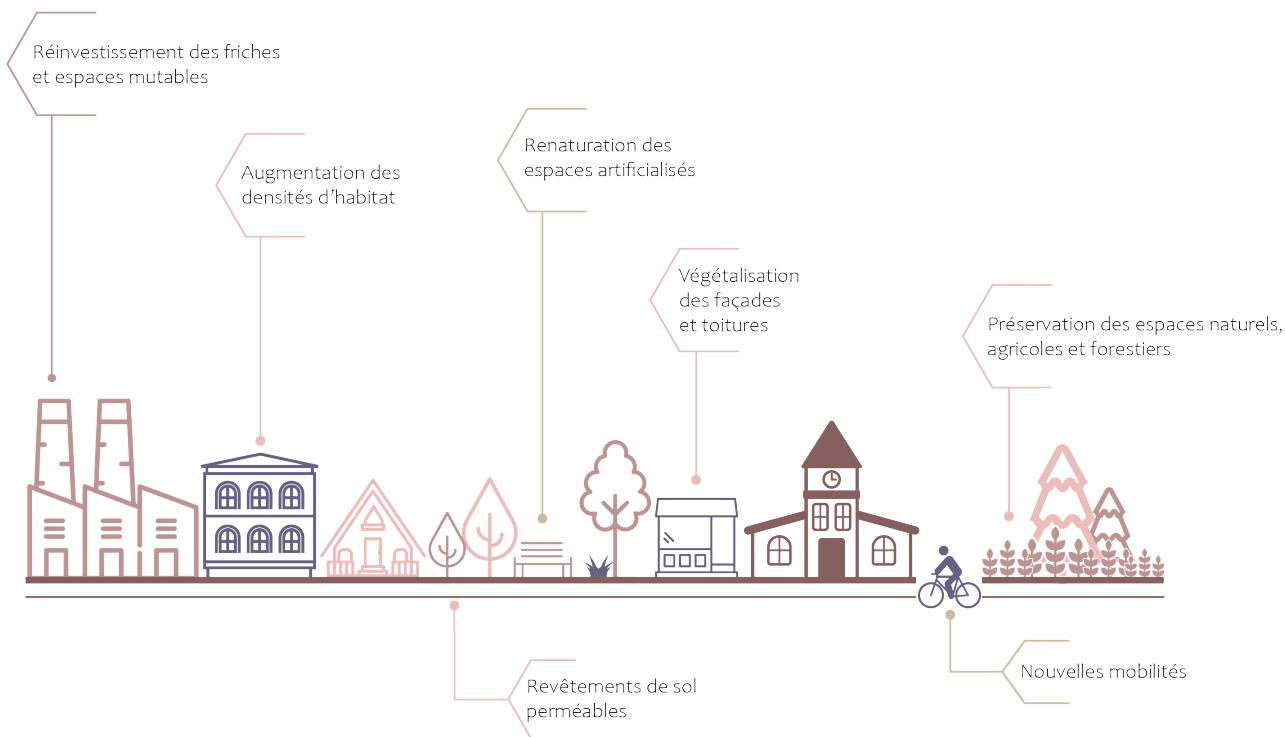 Réinvestissement des friches
et espaces mutables
Augmentation des
densités d'habitat
Renaturation des
espaces artificialisés
Végétalisation
des façades
et toitures
Préservation des espaces naturels,
agricoles et forestiers
Revêtements de sol
perméables
Nouvelles mobilités